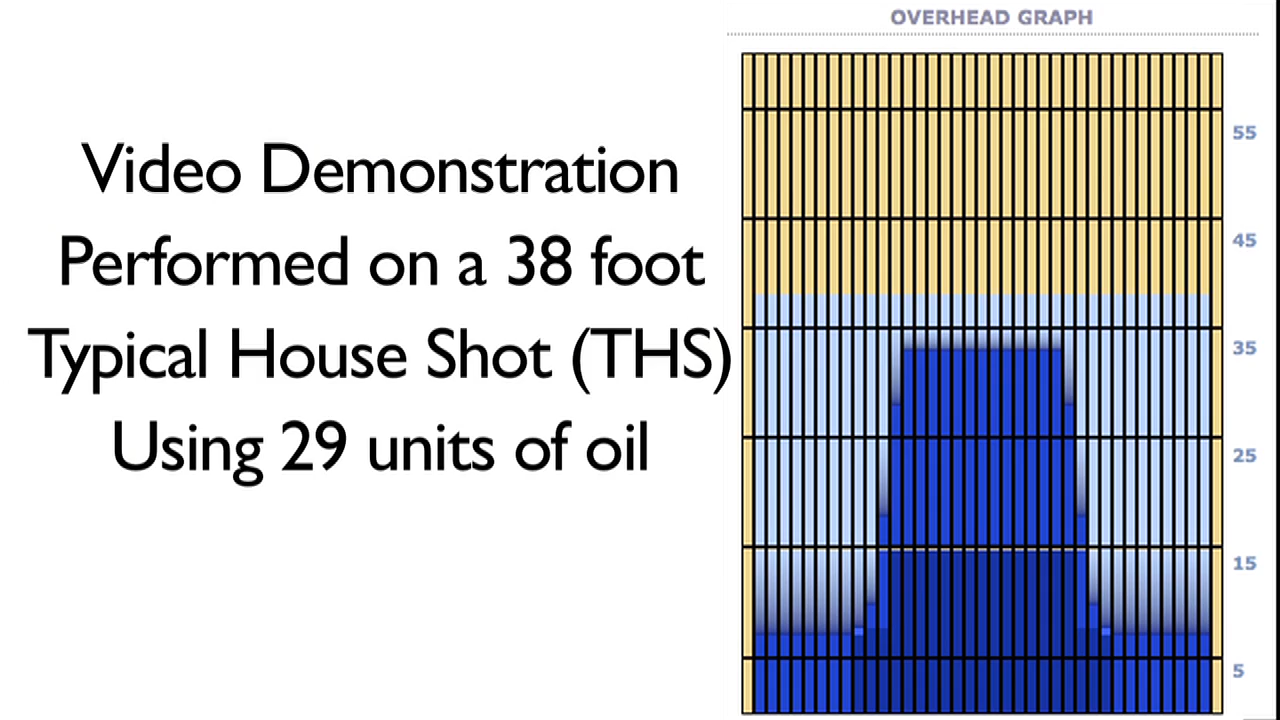 OVERHEAD GRAPH
Video Demonstration
Performed on a 38 foot
Typical House Shot (THS)
Using 29 units of oil
55
45
35
25
15
5